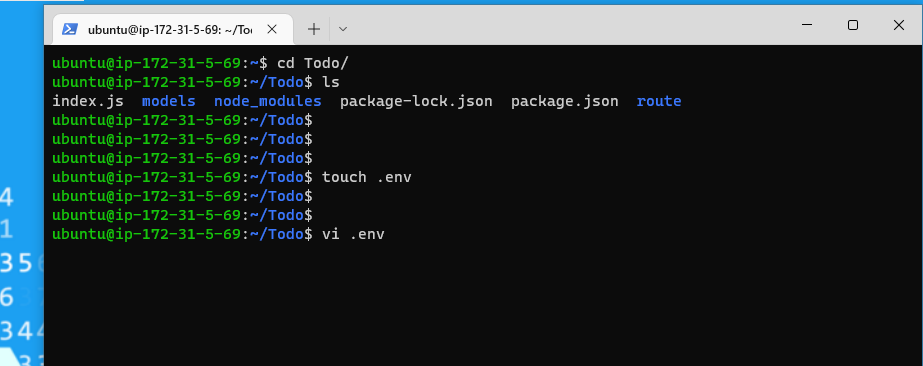 ubuntu@ip-172-31-5-69: ~/To
ubuntu@ip-172-31-5-69:~$ cd Todo/
ubuntu@ip-172-31-5-69:~/Todo$ ls
index.js models node_modules package-lock.json package.json route
ubuntu@ip-172-31-5-69:~/Todo$
ubuntu@ip-172-31-5-69:~/Todo$
ubuntu@ip-172-31-5-69:~/Todo$
ubuntu@ip-172-31-5-69:~/Todo$ touch .env
ubuntu@ip-172-31-5-69:~/Todo$
ubuntu@ip-172-31-5-69:~/Todo$
ubuntu@ip-172-31-5-69:~/Todo$ vi .env
4
1
35
6
344